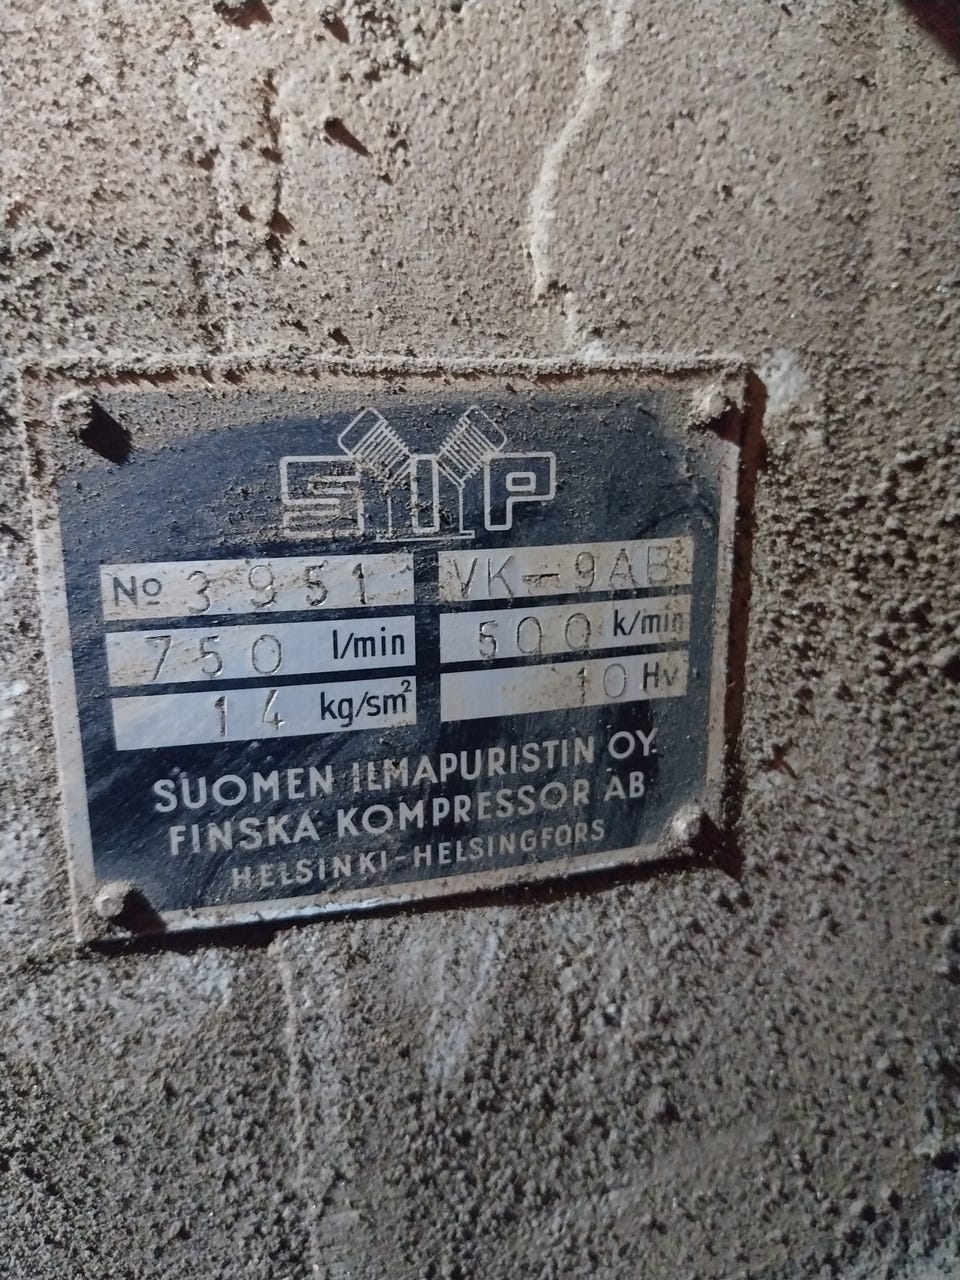 SIP
No 3951 VK-9AB
750 l/min 500 k/min
14 kg/sm² 10 Hv
SUOMEN ILMAPURISTIN OY.
FINSKA KOMPRESSOR AB
HELSINKI-HELSINGFORS